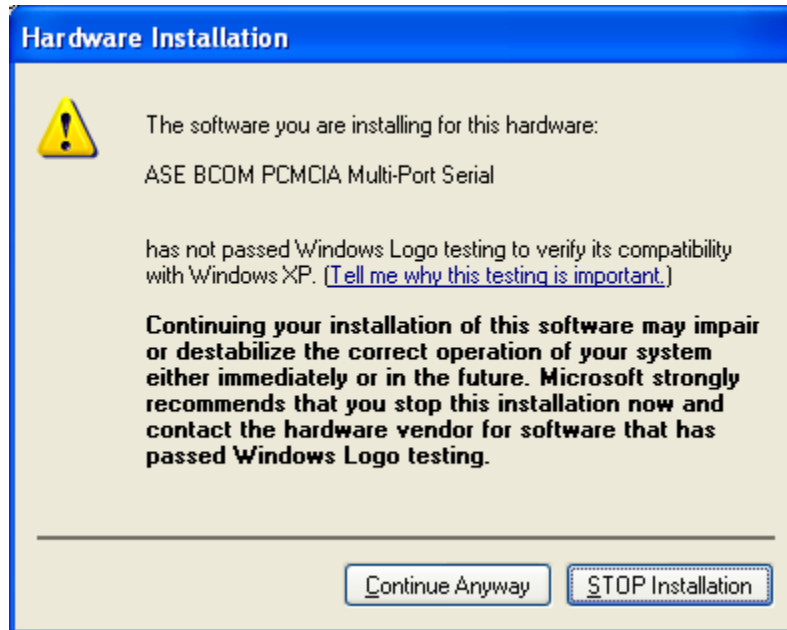 Hardware Installation
The software you are installing for this hardware:
ASE BCOM PCMCIA Multi-Port Serial
has not passed Windows Logo testing to verify its compatibility
with Windows XP. (Tell me why this testing is important.)
Continuing your installation of this software may impair
or destabilize the correct operation of your system
either immediately or in the future. Microsoft strongly
recommends that you stop this installation now and
contact the hardware vendor for software that has
passed Windows Logo testing.
Continue Anyway
STOP Installation